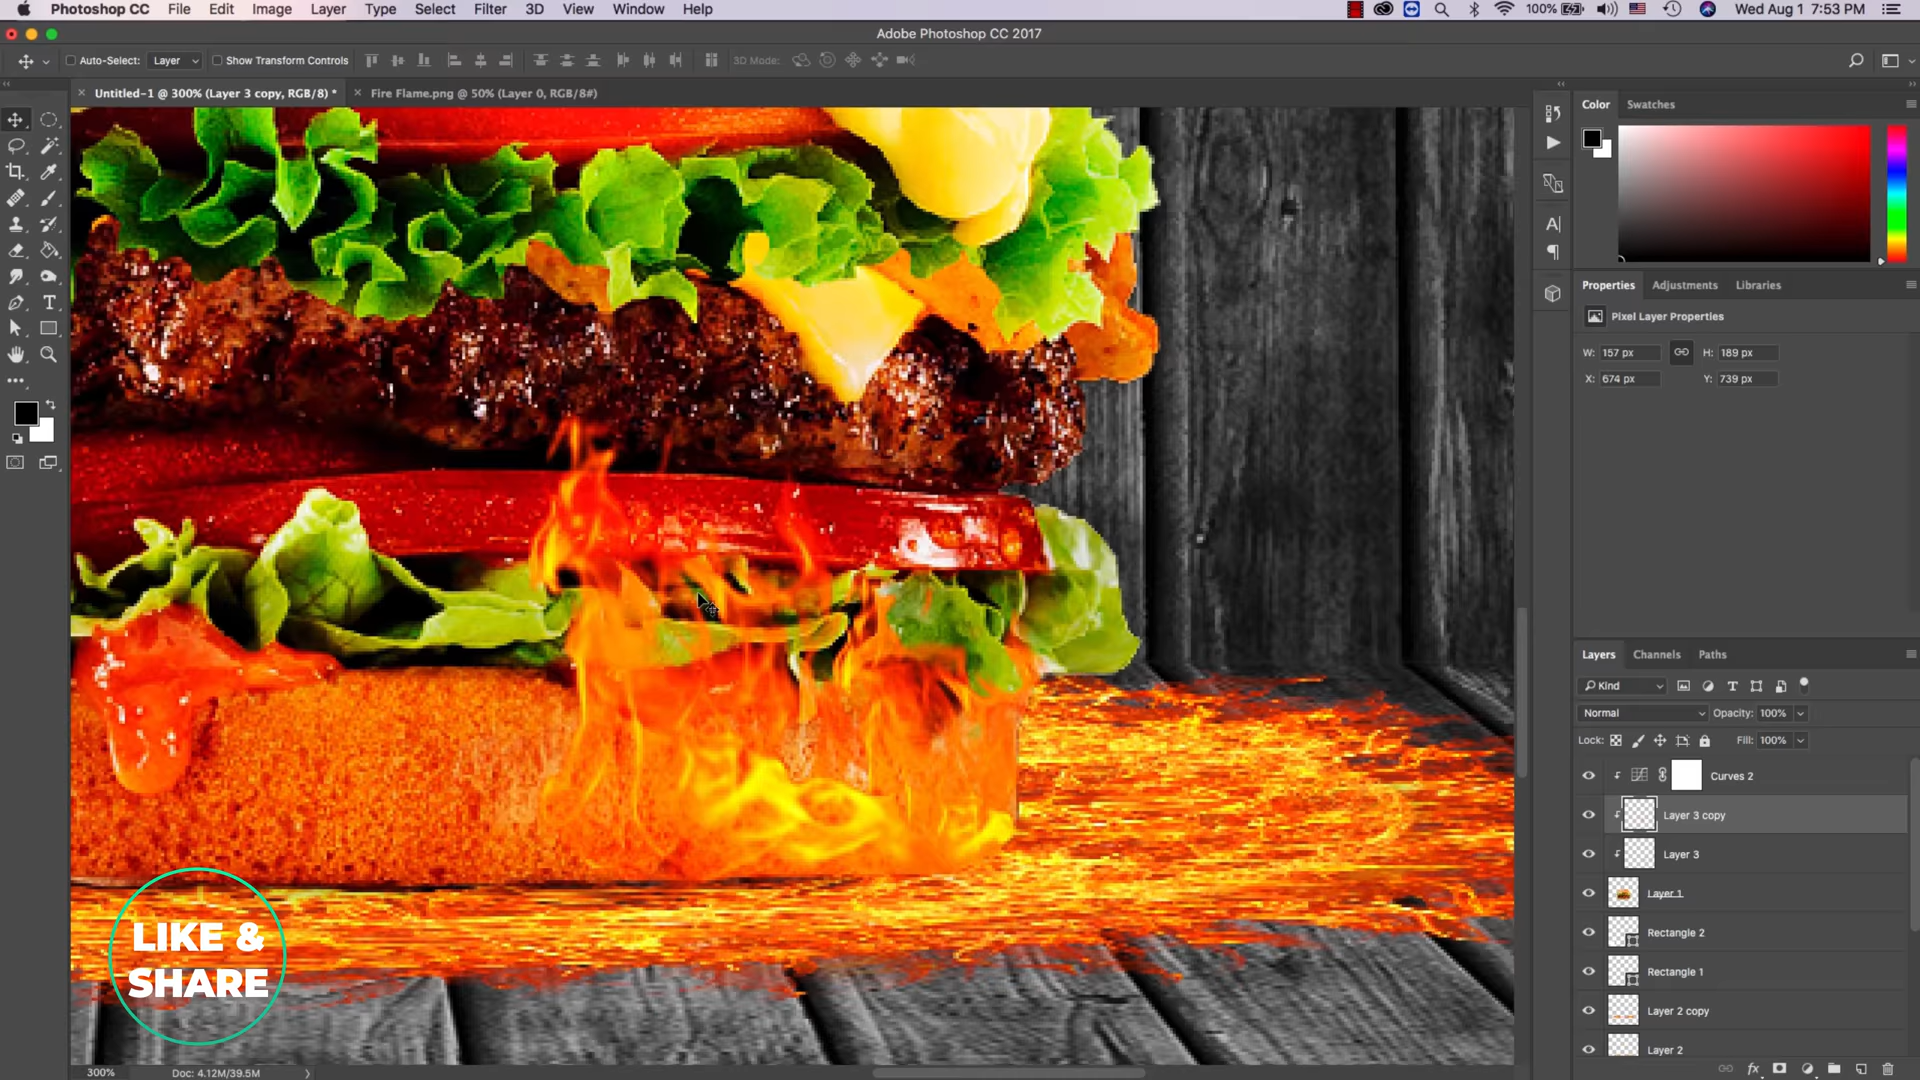 Photoshop CC File Edit Image Layer Type Select Filter 3D View Window Help 100% Wed Aug 1 7:53 PM
Adobe Photoshop CC 2017
Auto-Select: Layer Show Transform Controls 3D Mode:
Untitled-1 @ 300% (Layer 3 copy, RGB/8) * Fire Flame.png @ 50% (Layer 0, RGB/8#)
Color Swatches
Properties Adjustments Libraries
Pixel Layer Properties
W: 157 px H: 189 px
X: 674 px Y: 739 px
Layers Channels Paths
Kind
Normal Opacity: 100%
Lock: Fill: 100%
Curves 2
Layer 3 copy
Layer 3
Layer 1
Rectangle 2
Rectangle 1
Layer 2 copy
Layer 2
LIKE &
SHARE
300% Doc: 4.12M/39.5M